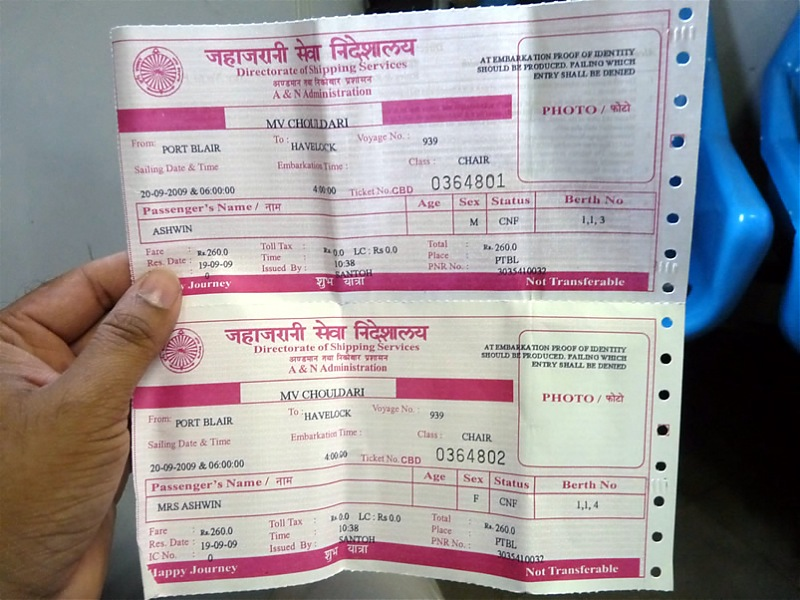 जहाजरानी सेवा निदेशालय
Directorate of Shipping Services
अण्डमान तथा निकोबार प्रशासन
A & N Administration
AT EMBARKATION PROOF OF IDENTITY
SHOULD BE PRODUCED. FAILING WHICH
ENTRY SHALL BE DENIED
PHOTO / फोटो
MV CHOULDARI
From: PORT BLAIR To : HAVELOCK Voyage No. : 939
Sailing Date & Time Embarkation Time : Class : CHAIR
20-09-2009 & 06:00:00 4:00:00 Ticket No. CBD 0364801
Passenger's Name / नाम Age Sex Status Berth No
ASHWIN M CNF 1,1, 3
Fare : Rs.260.0 Toll Tax : Rs 0.0 LC : Rs 0.0 Total : Rs. 260.0
Res. Date : 19-09-09 Time : 10:38 Place : PTBL
0 Issued By : SANTOH PNR No. : 3035410032
Journey शुभ यात्रा Not Transferable
जहाजरानी सेवा निदेशालय
Directorate of Shipping Services
अण्डमान तथा निकोबार प्रशासन
A & N Administration
AT EMBARKATION PROOF OF IDENTITY
SHOULD BE PRODUCED. FAILING WHICH
ENTRY SHALL BE DENIED
PHOTO / फोटो
MV CHOULDARI
From: PORT BLAIR To : HAVELOCK Voyage No. : 939
Sailing Date & Time Embarkation Time : Class : CHAIR
20-09-2009 & 06:00:00 4:00:00 Ticket No. CBD 0364802
Passenger's Name / नाम Age Sex Status Berth No
MRS ASHWIN F CNF 1,1, 4
Fare : Rs.260.0 Toll Tax : Rs 0.0 LC : Rs 0.0 Total : Rs. 260.0
Res. Date : 19-09-09 Time : 10:38 Place : PTBL
IC No. : 0 Issued By : SANTOH PNR No. : 3035410032
Happy Journey शुभ यात्रा Not Transferable